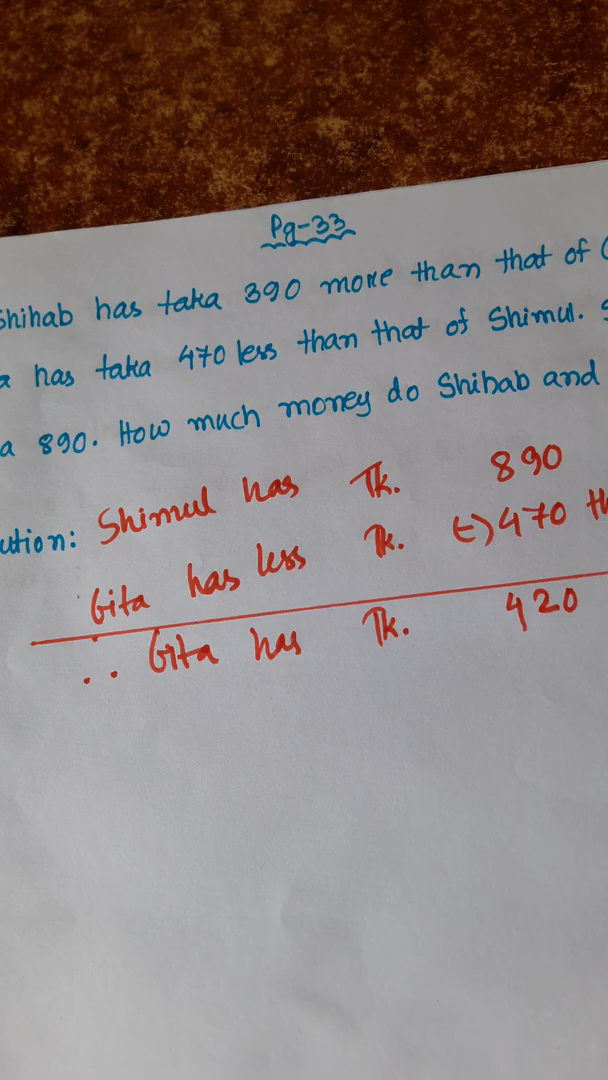 Pg-33
Shihab has taka 390 more than that of
a has taka 470 less than that of Shimul.
a 890. How much money do Shihab and
ution: Shimul has Tk. 890
Gita has less Tk. (-) 470 th
∴ Gita has Tk. 420